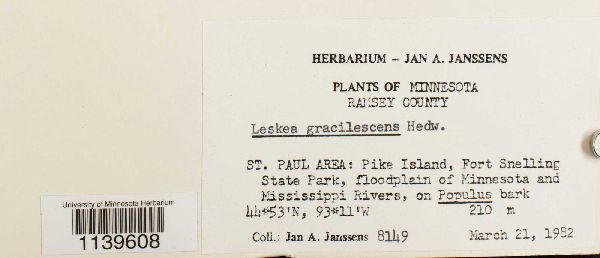 HERBARIUM – JAN A. JANSSENS
PLANTS OF MINNESOTA
RAMSEY COUNTY
Leskea gracilescens Hedw.
ST. PAUL AREA: Pike Island, Fort Snelling
State Park, floodplain of Minnesota and
Mississippi Rivers, on Populus bark
44*53'N, 93*11'W 210 m
Coll.: Jan A. Janssens 8149 March 21, 1982
University of Minnesota Herbarium
1139608